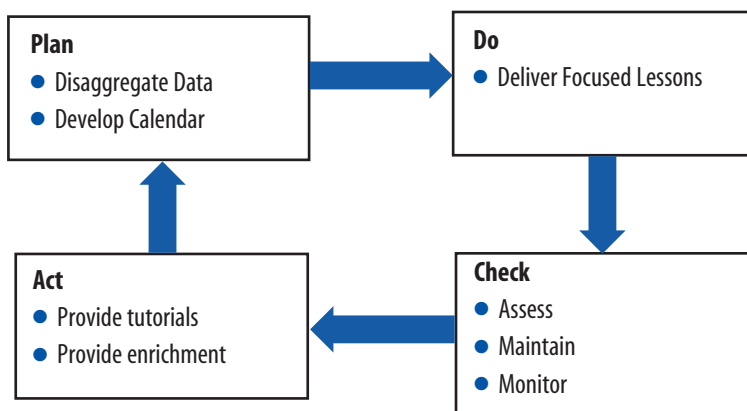 Plan
Disaggregate Data
Develop Calendar
Do
Deliver Focused Lessons
Check
Assess
Maintain
Monitor
Act
Provide tutorials
Provide enrichment